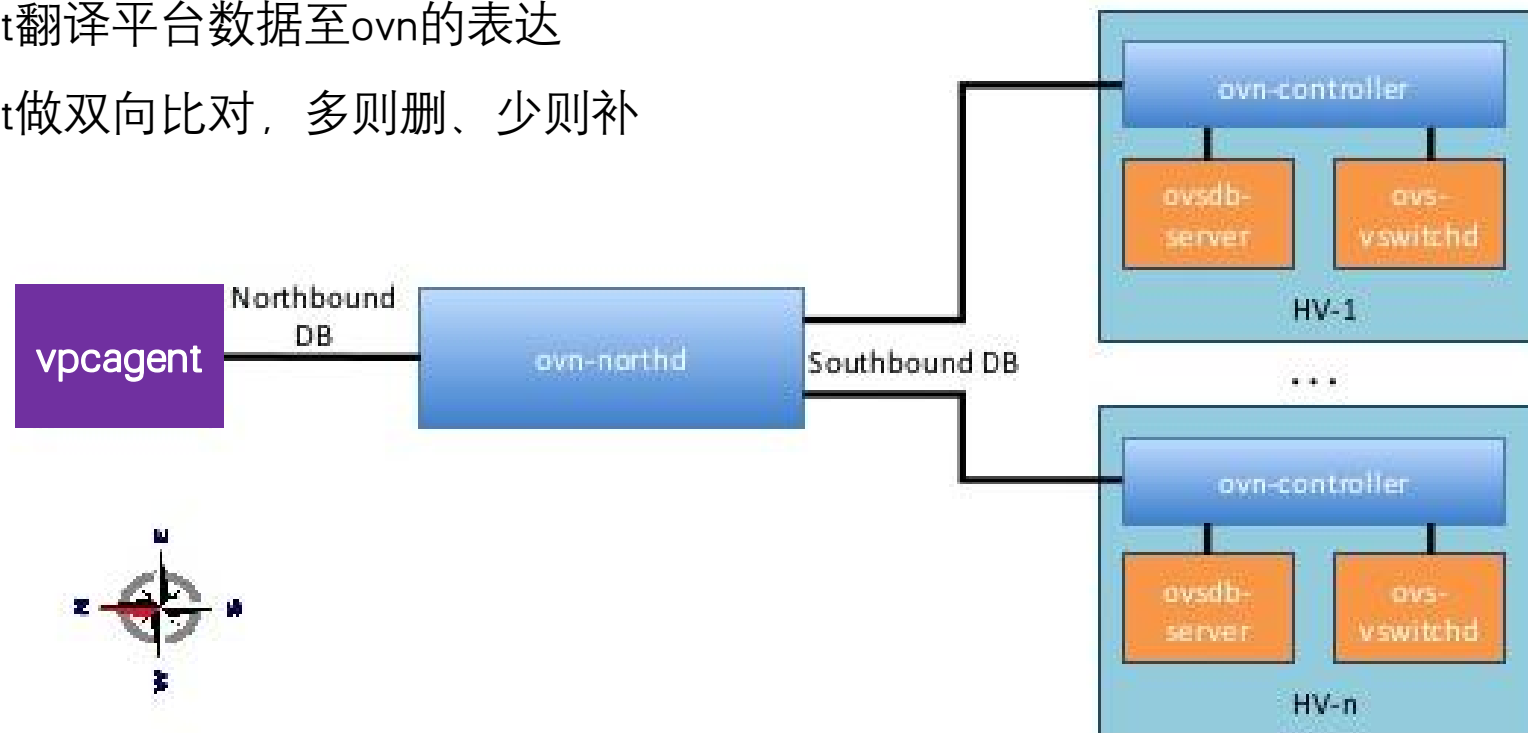 t翻译平台数据至ovn的表达
t做双向比对，多则删、少则补
ovn-controller
ovsdb-
server
ovs-
vswitchd
HV-1
vpcagent
Northbound
DB
ovn-northd
Southbound DB
...
ovn-controller
ovsdb-
server
ovs-
vswitchd
HV-n
E
N
S
W